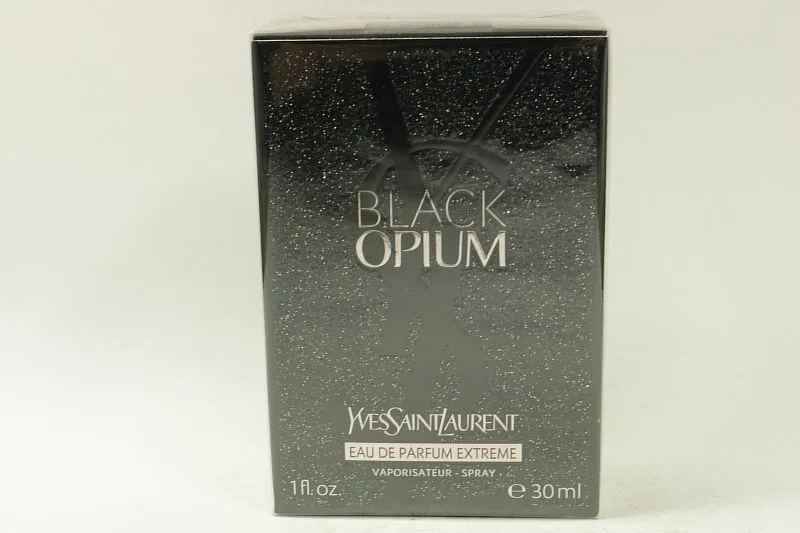 BLACK
OPIUM
YVESSAINTLAURENT
EAU DE PARFUM EXTREME
VAPORISATEUR - SPRAY
1 fl. oz. ℮ 30 ml